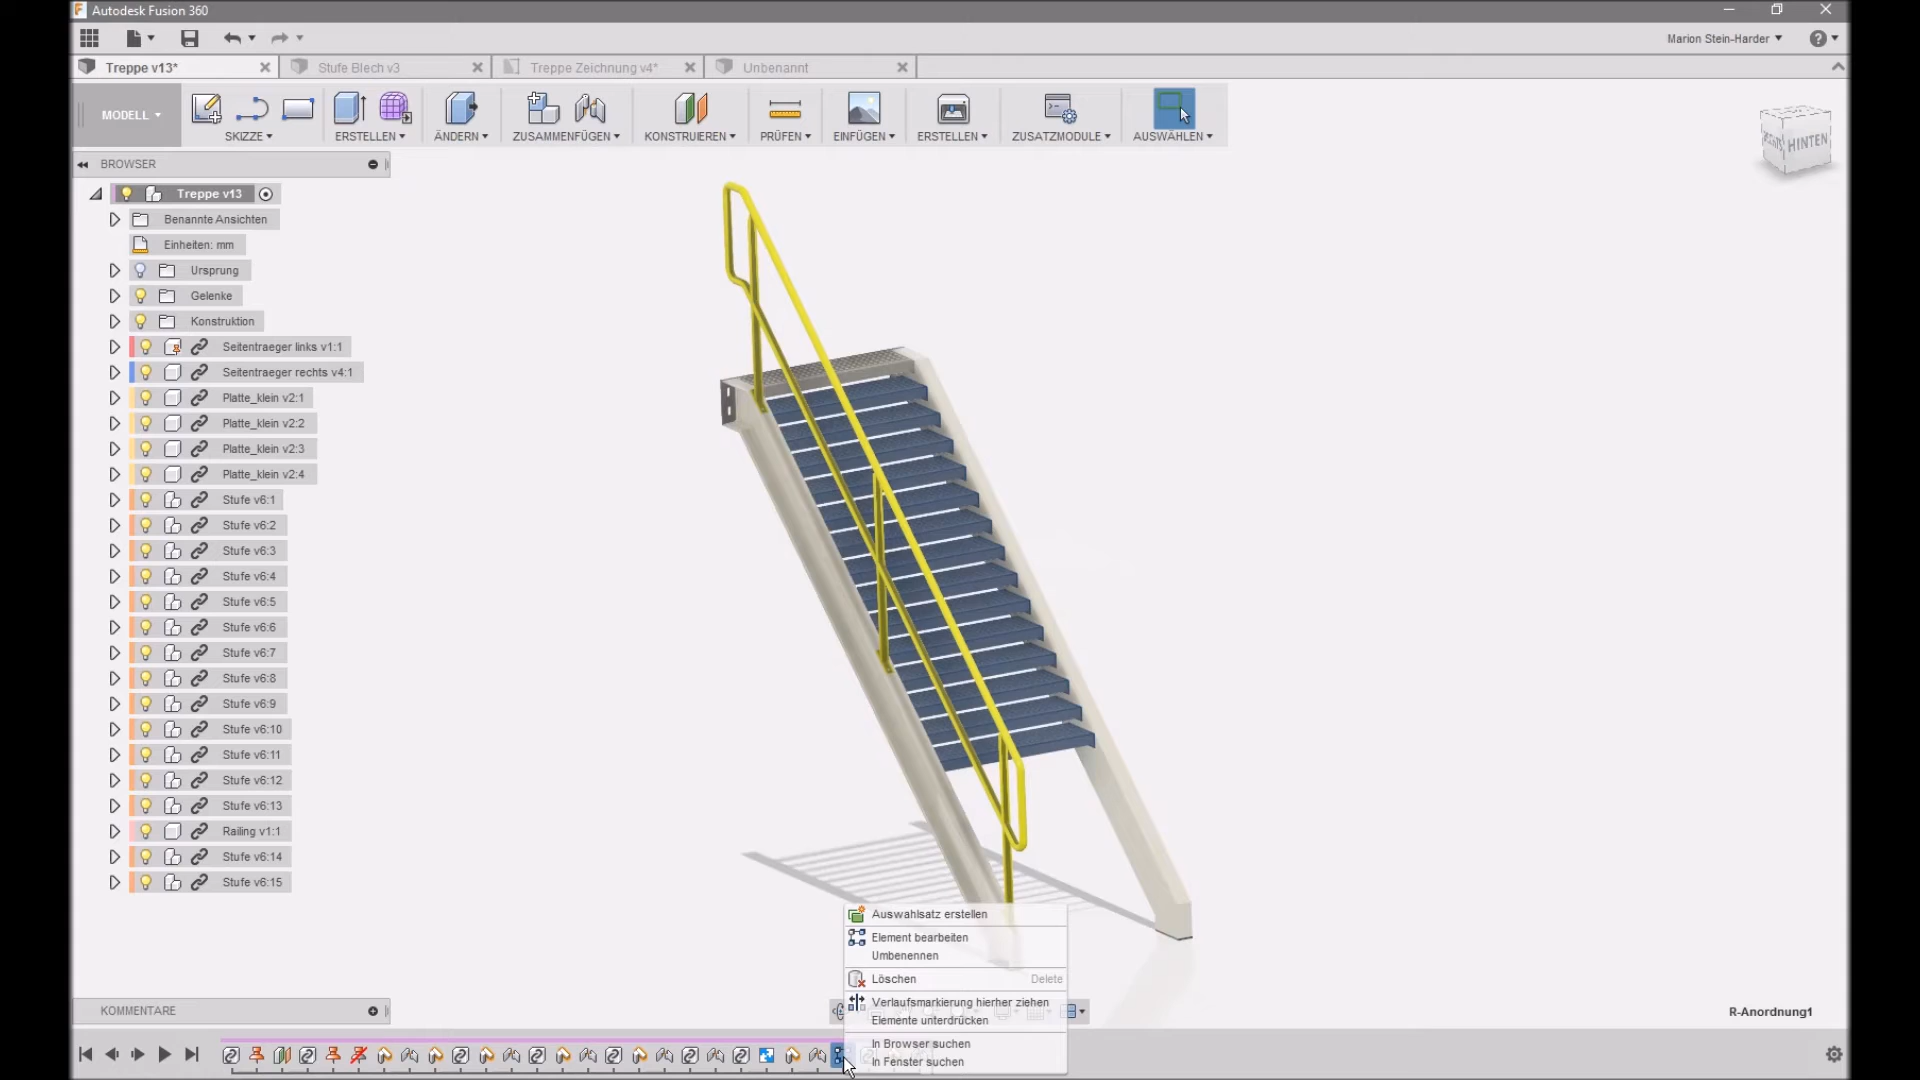 Autodesk Fusion 360
Marion Stein-Harder
Treppe v13*
Stufe Blech v3
Treppe Zeichnung v4*
Unbenannt
MODELL
SKIZZE
ERSTELLEN
ÄNDERN
ZUSAMMENFÜGEN
KONSTRUIEREN
PRÜFEN
EINFÜGEN
ERSTELLEN
ZUSATZMODULE
AUSWÄHLEN
HINTEN
BROWSER
Treppe v13
Benannte Ansichten
Einheiten: mm
Ursprung
Gelenke
Konstruktion
Seitentraeger links v1:1
Seitentraeger rechts v4:1
Platte_klein v2:1
Platte_klein v2:2
Platte_klein v2:3
Platte_klein v2:4
Stufe v6:1
Stufe v6:2
Stufe v6:3
Stufe v6:4
Stufe v6:5
Stufe v6:6
Stufe v6:7
Stufe v6:8
Stufe v6:9
Stufe v6:10
Stufe v6:11
Stufe v6:12
Stufe v6:13
Railing v1:1
Stufe v6:14
Stufe v6:15
Auswahlsatz erstellen
Element bearbeiten
Umbenennen
Löschen Delete
Verlaufsmarkierung hierher ziehen
Elemente unterdrücken
In Browser suchen
In Fenster suchen
KOMMENTARE
R-Anordnung1